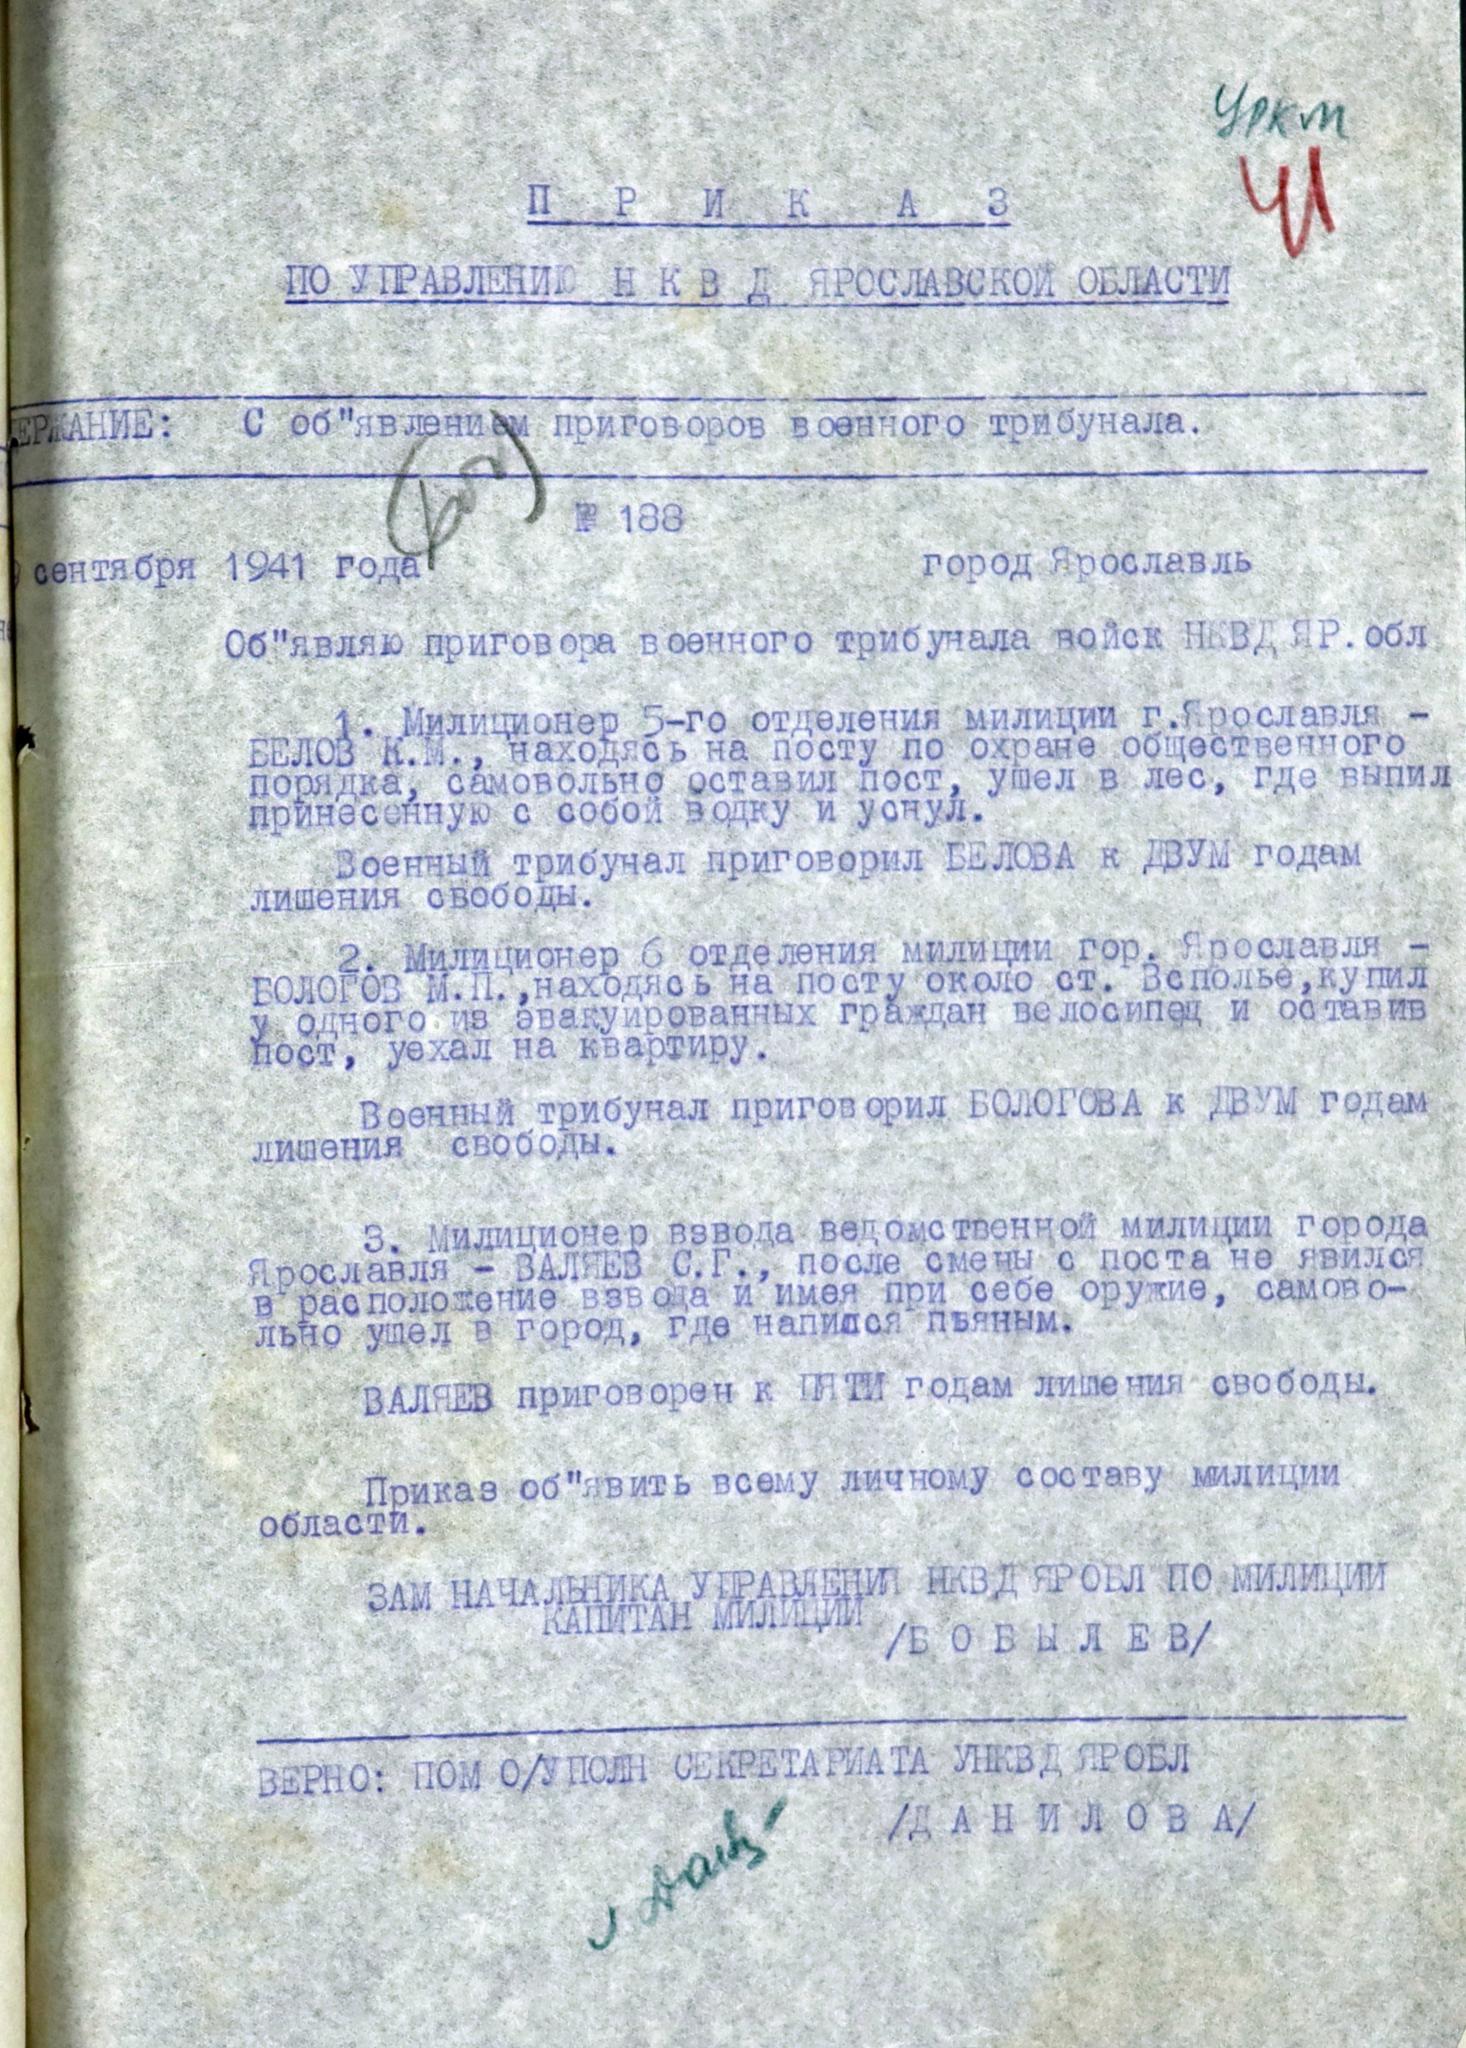 УРКМ
П Р И К А З
ПО УПРАВЛЕНИЮ Н К В Д ЯРОСЛАВСКОЙ ОБЛАСТИ
ЕРЖАНИЕ: С об"явлением приговоров военного трибунала.
№ 188
сентября 1941 года город Ярославль
Об"являю приговора военного трибунала войск НКВД ЯР.обл
1. Милиционер 5-го отделения милиции г.Ярославля -
БЕЛОВ К.М., находясь на посту по охране общественного
порядка, самовольно оставил пост, ушел в лес, где выпил
принесенную с собой водку и уснул.
Военный трибунал приговорил БЕЛОВА к ДВУМ годам
лишения свободы.
2. Милиционер 6 отделения милиции гор. Ярославля -
БОЛОГОВ М.П.,находясь на посту около ст. Всполье,купил
у одного из эвакуированных граждан велосипед и оставив
пост, уехал на квартиру.
Военный трибунал приговорил БОЛОГОВА к ДВУМ годам
лишения свободы.
3. Милиционер взвода ведомственной милиции города
Ярославля - ВАЛЯЕВ С.Г., после смены с поста не явился
в расположение взвода и имея при себе оружие, самово-
льно ушел в город, где напился пьяным.
ВАЛЯЕВ приговорен к ПЯТИ годам лишения свободы.
Приказ об"явить всему личному составу милиции
области.
ЗАМ НАЧАЛЬНИКА УПРАВЛЕНИЯ НКВД ЯРОБЛ ПО МИЛИЦИИ
КАПИТАН МИЛИЦИИ
/Б О Б Ы Л Е В/
ВЕРНО: ПОМ О/УПОЛН СЕКРЕТАРИАТА УНКВД ЯРОБЛ
/Д А Н И Л О В А/